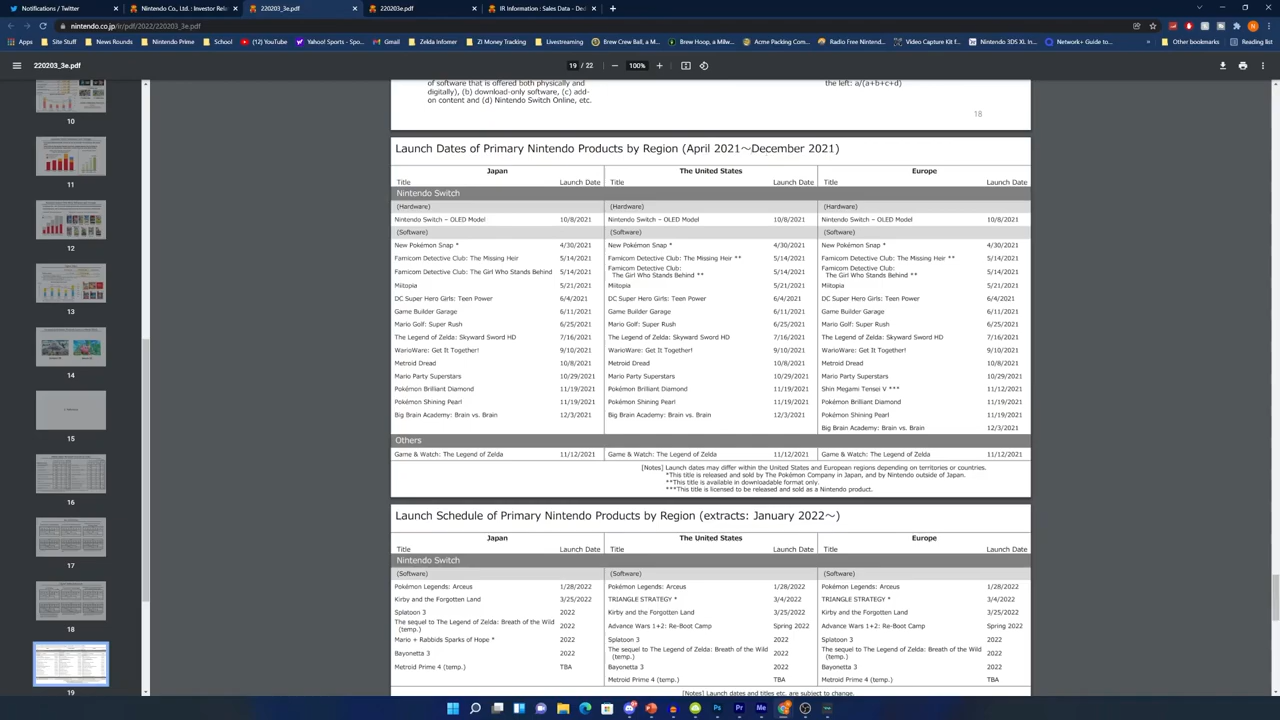 Notifications / Twitter
Nintendo Co., Ltd. : Investor Rela
220203_3e.pdf
220203e.pdf
IR Information : Sales Data - Ded
nintendo.co.jp/ir/pdf/2022/220203_3e.pdf
Apps
Site Stuff
News Rounds
Nintendo Prime
School
(12) YouTube
Yahoo! Sports - Spo...
Gmail
Zelda Informer
ZI Money Tracking
Livestreaming
Brew Crew Ball, a M...
Brew Hoop, a Milw...
Acme Packing Com...
Radio Free Nintend...
Video Capture Kit f...
Nintendo 3DS XL In...
Network+ Guide to...
Other bookmarks
Reading list
220203_3e.pdf
19 / 22
100%
10
11
12
13
14
15
16
17
18
19
of software that is offered both physically and
digitally), (b) download-only software, (c) add-
on content and (d) Nintendo Switch Online, etc.
the left: a/(a+b+c+d)
18
Launch Dates of Primary Nintendo Products by Region (April 2021～December 2021)
Japan The United States Europe
Title Launch Date Title Launch Date Title Launch Date
Nintendo Switch
(Hardware) (Hardware) (Hardware)
Nintendo Switch – OLED Model 10/8/2021 Nintendo Switch – OLED Model 10/8/2021 Nintendo Switch – OLED Model 10/8/2021
(Software) (Software) (Software)
New Pokémon Snap * 4/30/2021 New Pokémon Snap * 4/30/2021 New Pokémon Snap * 4/30/2021
Famicom Detective Club: The Missing Heir 5/14/2021 Famicom Detective Club: The Missing Heir ** 5/14/2021 Famicom Detective Club: The Missing Heir ** 5/14/2021
Famicom Detective Club: The Girl Who Stands Behind 5/14/2021 Famicom Detective Club: The Girl Who Stands Behind ** 5/14/2021 Famicom Detective Club: The Girl Who Stands Behind ** 5/14/2021
Miitopia 5/21/2021 Miitopia 5/21/2021 Miitopia 5/21/2021
DC Super Hero Girls: Teen Power 6/4/2021 DC Super Hero Girls: Teen Power 6/4/2021 DC Super Hero Girls: Teen Power 6/4/2021
Game Builder Garage 6/11/2021 Game Builder Garage 6/11/2021 Game Builder Garage 6/11/2021
Mario Golf: Super Rush 6/25/2021 Mario Golf: Super Rush 6/25/2021 Mario Golf: Super Rush 6/25/2021
The Legend of Zelda: Skyward Sword HD 7/16/2021 The Legend of Zelda: Skyward Sword HD 7/16/2021 The Legend of Zelda: Skyward Sword HD 7/16/2021
WarioWare: Get It Together! 9/10/2021 WarioWare: Get It Together! 9/10/2021 WarioWare: Get It Together! 9/10/2021
Metroid Dread 10/8/2021 Metroid Dread 10/8/2021 Metroid Dread 10/8/2021
Mario Party Superstars 10/29/2021 Mario Party Superstars 10/29/2021 Mario Party Superstars 10/29/2021
Pokémon Brilliant Diamond 11/19/2021 Pokémon Brilliant Diamond 11/19/2021 Shin Megami Tensei V *** 11/12/2021
Pokémon Shining Pearl 11/19/2021 Pokémon Shining Pearl 11/19/2021 Pokémon Brilliant Diamond 11/19/2021
Big Brain Academy: Brain vs. Brain 12/3/2021 Big Brain Academy: Brain vs. Brain 12/3/2021 Pokémon Shining Pearl 11/19/2021
Big Brain Academy: Brain vs. Brain 12/3/2021
Others
Game & Watch: The Legend of Zelda 11/12/2021 Game & Watch: The Legend of Zelda 11/12/2021 Game & Watch: The Legend of Zelda 11/12/2021
[Notes] Launch dates may differ within the United States and European regions depending on territories or countries.
*This title is released and sold by The Pokémon Company in Japan, and by Nintendo outside of Japan.
**This title is available in downloadable format only.
***This title is licensed to be released and sold as a Nintendo product.
Launch Schedule of Primary Nintendo Products by Region (extracts: January 2022～)
Japan The United States Europe
Title Launch Date Title Launch Date Title Launch Date
Nintendo Switch
(Software) (Software) (Software)
Pokémon Legends: Arceus 1/28/2022 Pokémon Legends: Arceus 1/28/2022 Pokémon Legends: Arceus 1/28/2022
Kirby and the Forgotten Land 3/25/2022 TRIANGLE STRATEGY * 3/4/2022 TRIANGLE STRATEGY * 3/4/2022
Splatoon 3 2022 Kirby and the Forgotten Land 3/25/2022 Kirby and the Forgotten Land 3/25/2022
The sequel to The Legend of Zelda: Breath of the Wild (temp.) 2022 Advance Wars 1+2: Re-Boot Camp Spring 2022 Advance Wars 1+2: Re-Boot Camp Spring 2022
Mario + Rabbids Sparks of Hope * 2022 Splatoon 3 2022 Splatoon 3 2022
Bayonetta 3 2022 The sequel to The Legend of Zelda: Breath of the Wild (temp.) 2022 The sequel to The Legend of Zelda: Breath of the Wild (temp.) 2022
Metroid Prime 4 (temp.) TBA Bayonetta 3 2022 Bayonetta 3 2022
Metroid Prime 4 (temp.) TBA Metroid Prime 4 (temp.) TBA
[Notes] Launch dates and titles etc. are subject to change.